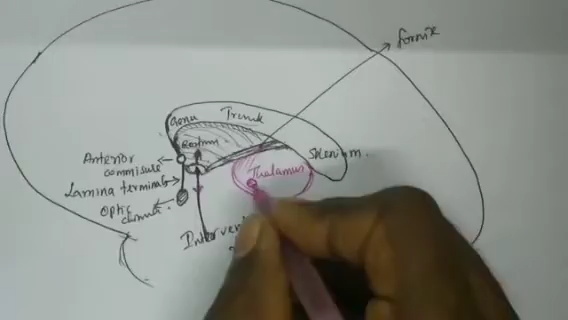 fornix
Genu Trunk
Rostrum
Anterior
commisure
Splenium.
Thalamus
Lamina terminalis
Optic
chiasma.